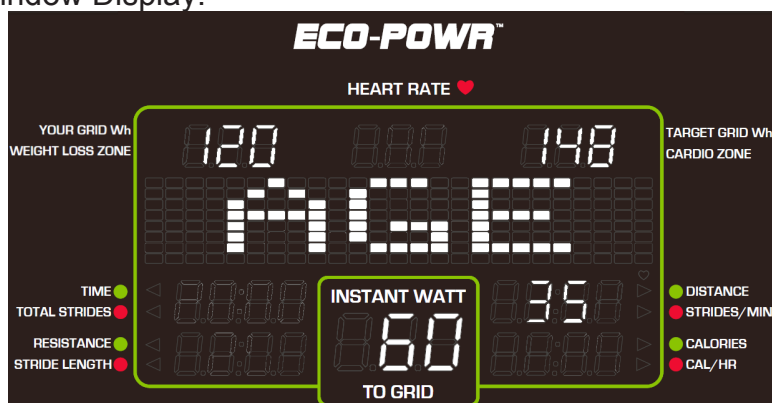 indow Display:
ECO-POWR™
HEART RATE
YOUR GRID Wh
WEIGHT LOSS ZONE
120
148
TARGET GRID Wh
CARDIO ZONE
AGE
TIME
TOTAL STRIDES
INSTANT WATT
35
DISTANCE
STRIDES/MIN
RESISTANCE
STRIDE LENGTH
60
CALORIES
CAL/HR
TO GRID